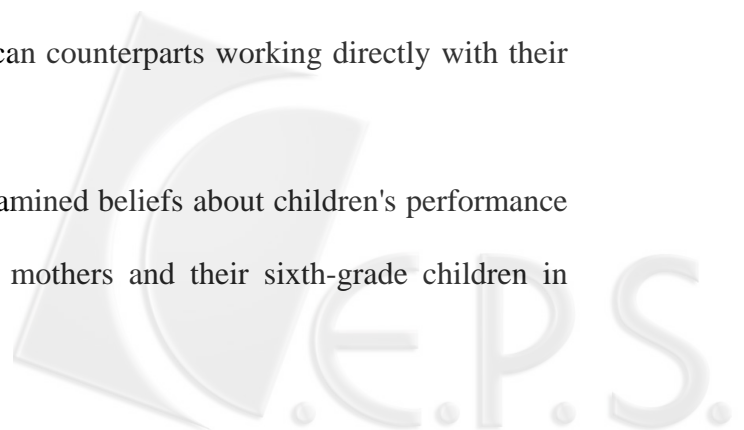 can counterparts working directly with their
amined beliefs about children's performance
mothers and their sixth-grade children in
C.E.P.S.